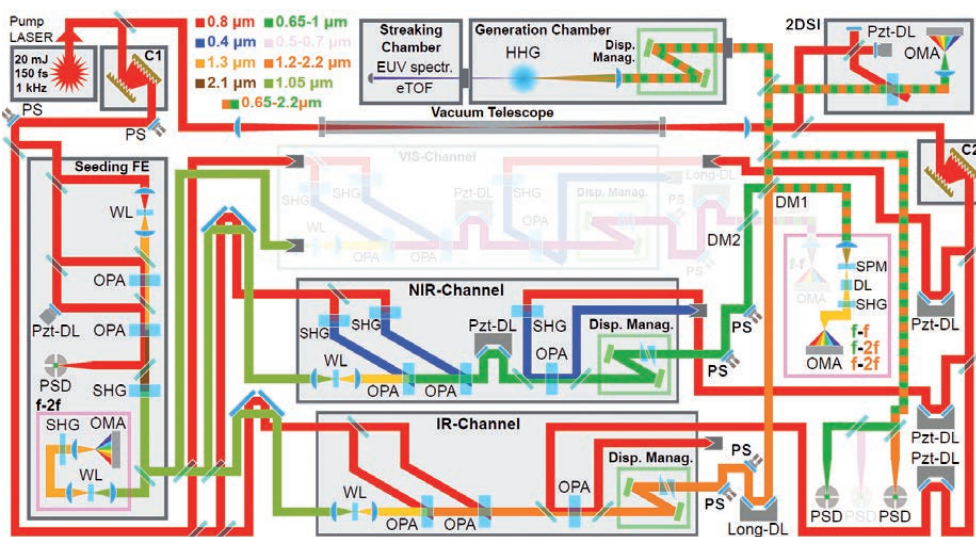 Pump
LASER
20 mJ
150 fs
1 kHz
C1
PS
PS
0.8 µm
0.4 µm
1.3 µm
2.1 µm
0.65-1 µm
0.5-0.7 µm
1.2-2.2 µm
1.05 µm
0.65-2.2µm
Streaking
Chamber
EUV spectr.
eTOF
Generation Chamber
HHG
Disp.
Manag.
2DSI
Pzt-DL
OMA
Vacuum Telescope
C2
Seeding FE
WL
OPA
Pzt-DL
OPA
PSD
SHG
f-2f
SHG
OMA
WL
VIS-Channel
SHG
SHG
Pzt-DL
SHG
Long-DL
Disp. Manag.
PS
WL
OPA
OPA
OPA
PS
DM1
DM2
f-f
OMA
SPM
DL
SHG
f-f
f-2f
f-2f
OMA
Pzt-DL
NIR-Channel
SHG
SHG
Pzt-DL
SHG
Disp. Manag.
PS
WL
OPA
OPA
OPA
PS
Pzt-DL
Pzt-DL
IR-Channel
Disp. Manag.
PS
WL
OPA
OPA
OPA
PS
Long-DL
PSD
PSD
PSD